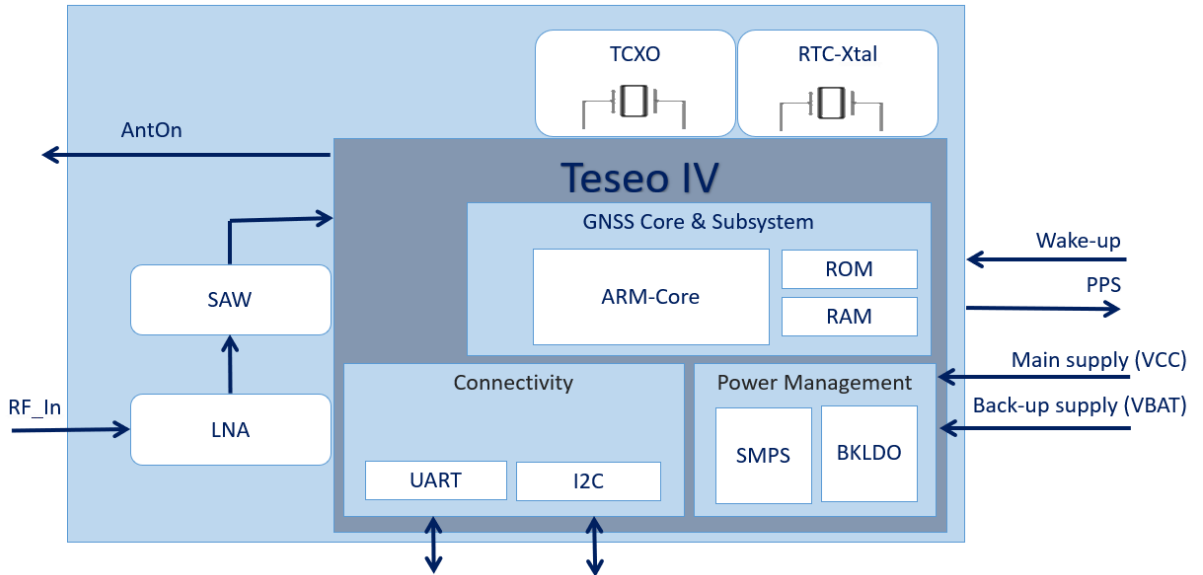 TCXO
RTC-Xtal
AntOn
Teseo IV
GNSS Core & Subsystem
Wake-up
ROM
SAW
ARM-Core
PPS
RAM
Main supply (VCC)
Connectivity
Power Management
RF_In
Back-up supply (VBAT)
LNA
SMPS
BKLDO
UART
I2C